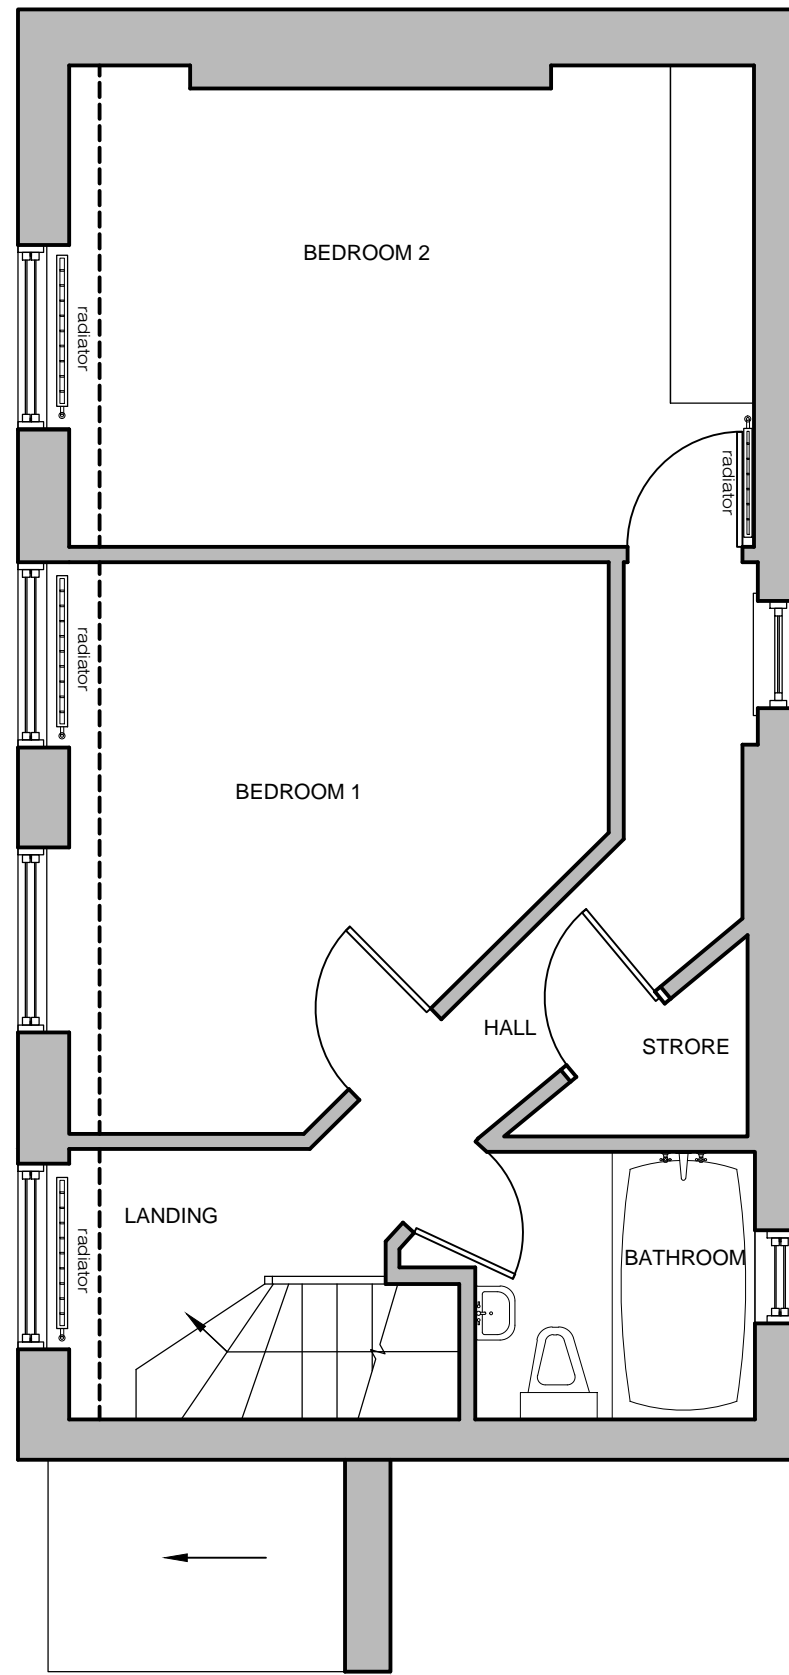 BEDROOM 2
radiator
radiator
radiator
BEDROOM 1
HALL
STRORE
LANDING
radiator
BATHROOM